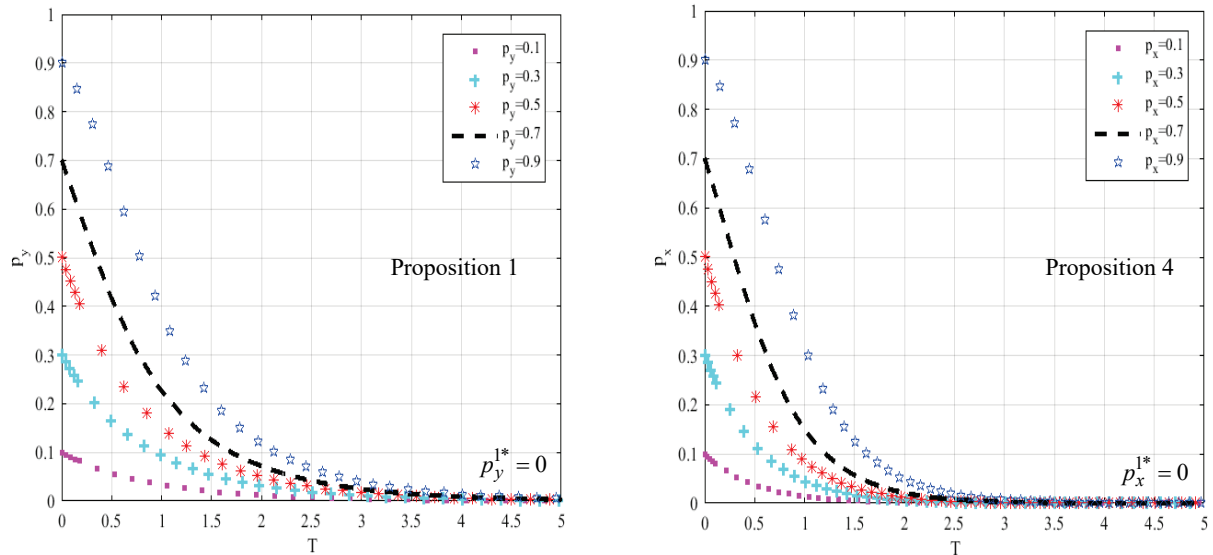 1
0.9
0.8
0.7
0.6
0.5
0.4
0.3
0.2
0.1
0
p_y
p_y=0.1
p_y=0.3
p_y=0.5
p_y=0.7
p_y=0.9
Proposition 1
p_y^{1*} = 0
0 0.5 1 1.5 2 2.5 3 3.5 4 4.5 5
T
1
0.9
0.8
0.7
0.6
0.5
0.4
0.3
0.2
0.1
0
p_x
p_x=0.1
p_x=0.3
p_x=0.5
p_x=0.7
p_x=0.9
Proposition 4
p_x^{1*} = 0
0 0.5 1 1.5 2 2.5 3 3.5 4 4.5 5
T